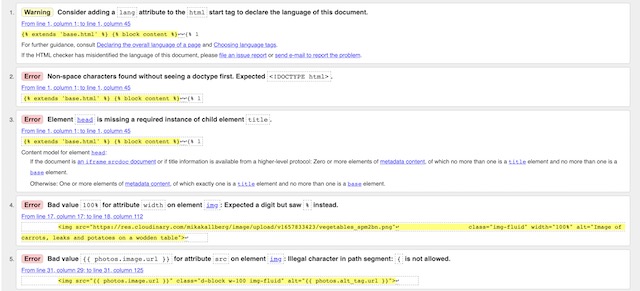 1. Warning Consider adding a lang attribute to the html start tag to declare the language of this document.
From line 1, column 1; to line 1, column 45
{% extends 'base.html' %} {% block content %}↩↩{% i
For further guidance, consult Declaring the overall language of a page and Choosing language tags.
If the HTML checker has misidentified the language of this document, please file an issue report or send e-mail to report the problem.
2. Error Non-space characters found without seeing a doctype first. Expected <!DOCTYPE html>.
From line 1, column 1; to line 1, column 45
{% extends 'base.html' %} {% block content %}↩↩{% i
3. Error Element head is missing a required instance of child element title.
From line 1, column 1; to line 1, column 45
{% extends 'base.html' %} {% block content %}↩↩{% i
Content model for element head:
If the document is an iframe srcdoc document or if title information is available from a higher-level protocol: Zero or more elements of metadata content, of which no more than one is a title element and no more than one is a
base element.
Otherwise: One or more elements of metadata content, of which exactly one is a title element and no more than one is a base element.
4. Error Bad value 100% for attribute width on element img: Expected a digit but saw % instead.
From line 17, column 17; to line 18, column 112
<img src="https://res.cloudinary.com/mikakallberg/image/upload/v1657833423/vegetables_apm2bn.png"↩ class="img-fluid" width="100%" alt="Image of
carrots, leaks and potatoes on a wodden table">↩
5. Error Bad value {{ photos.image.url }} for attribute src on element img: Illegal character in path segment: { is not allowed.
From line 31, column 29; to line 31, column 125
<img src="{{ photos.image.url }}" class="d-block w-100 img-fluid" alt="{{ photos.alt_tag.url }}">↩